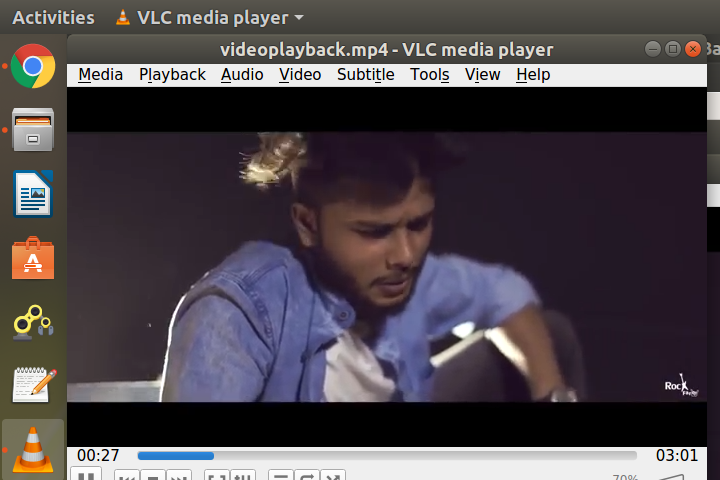 Activities VLC media player
videoplayback.mp4 - VLC media player
Media Playback Audio Video Subtitle Tools View Help
Rock
00:27 03:01
70%